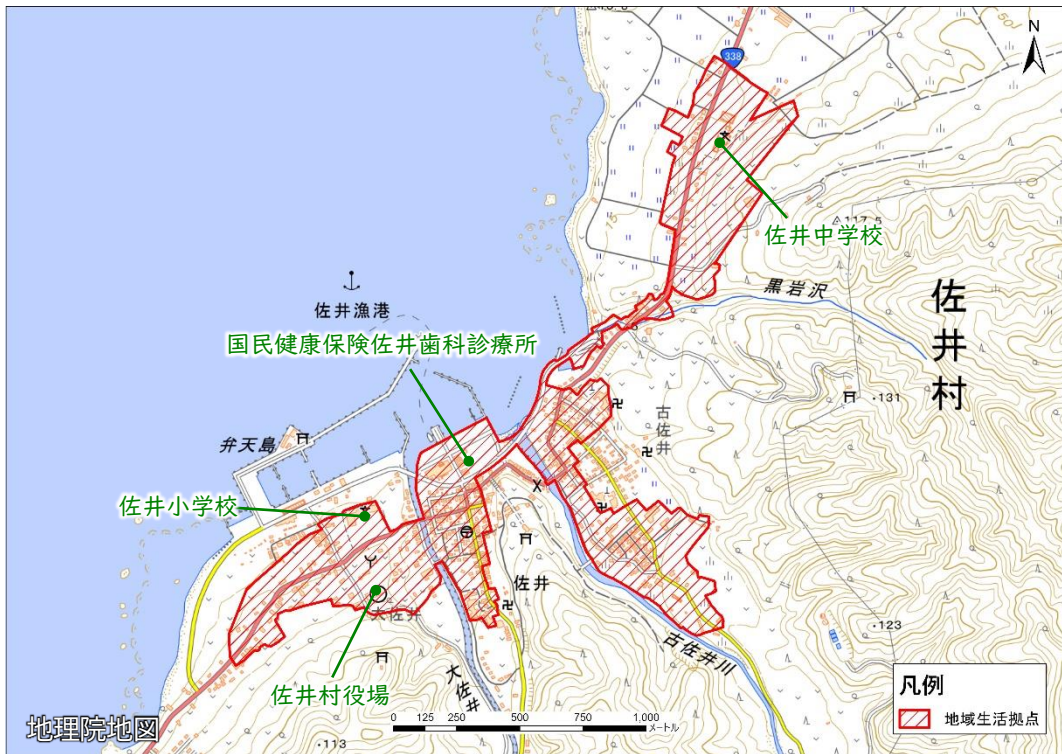 N
338
佐井中学校
117.5
黒岩沢
佐井漁港
国民健康保険佐井歯科診療所
佐井村
131
古佐井
弁天島
佐井小学校
佐井
大佐井
123
古佐井川
佐井村役場
大佐井
113
凡例
地域生活拠点
0 125 250 500 750 1,000
メートル
地理院地図